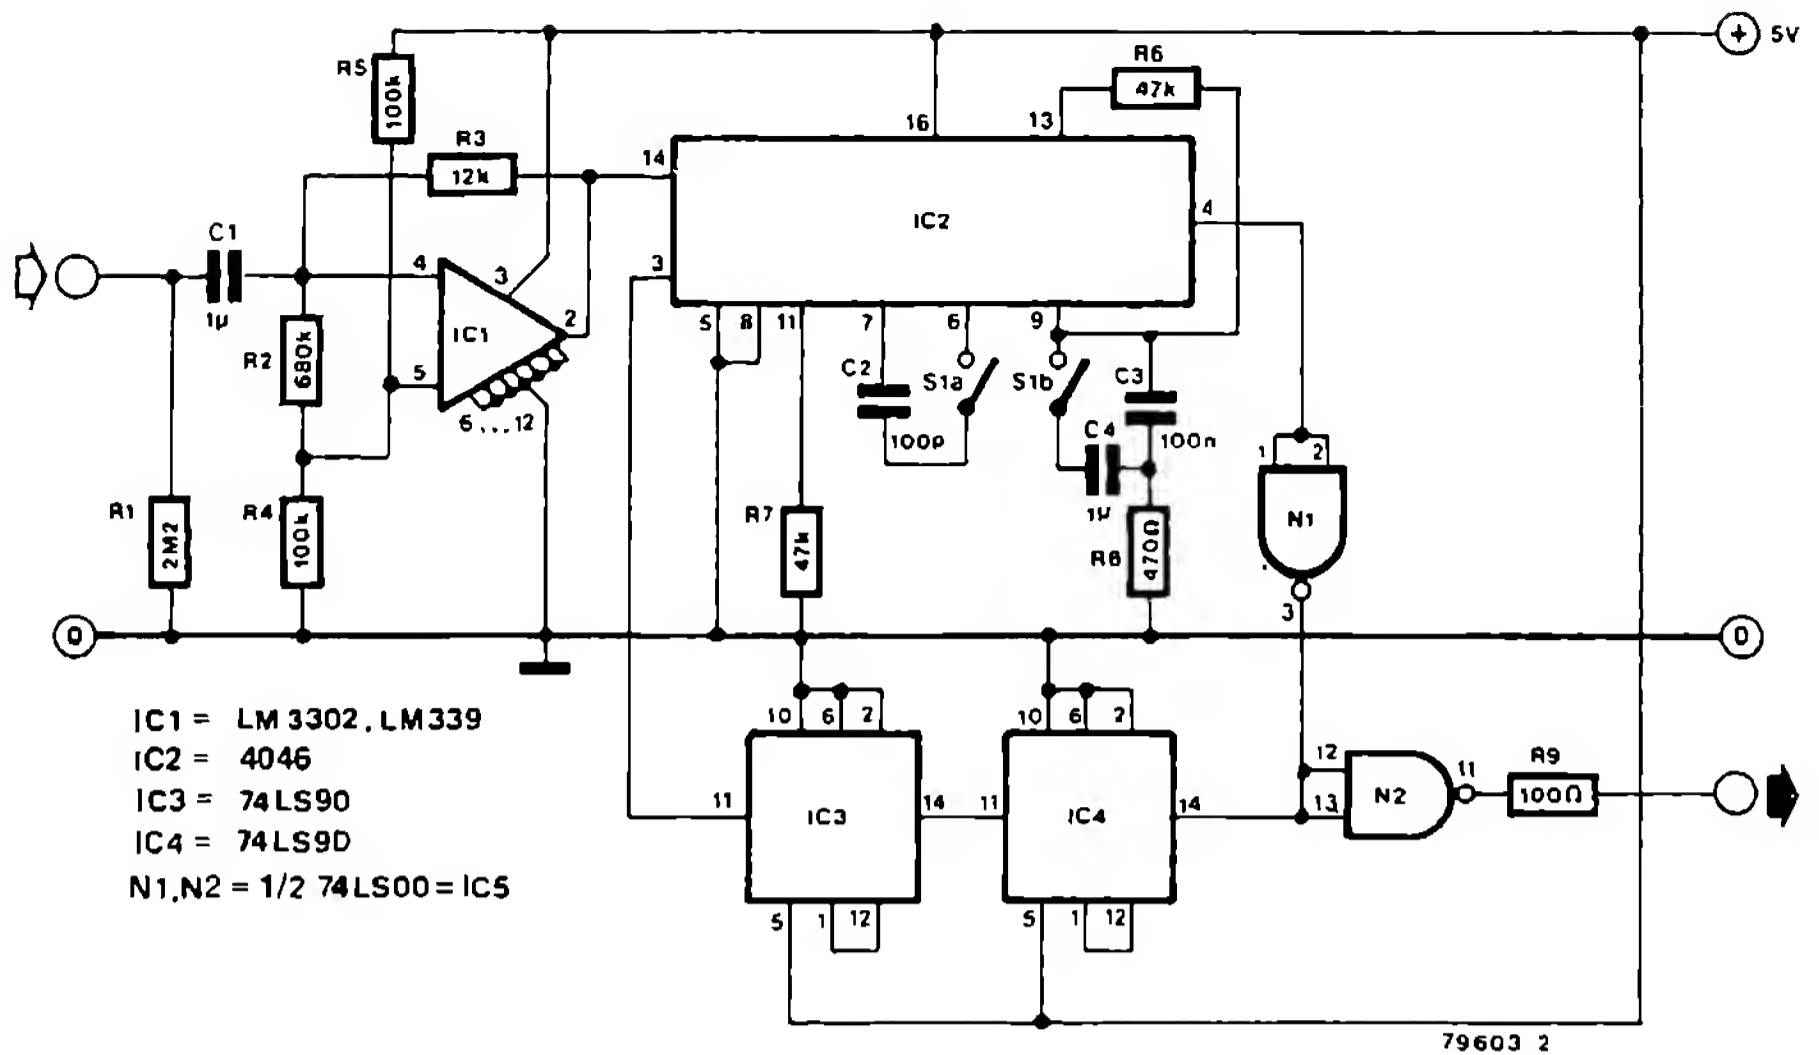 5V
R5
100k
R3
12k
R6
47k
16
13
14
IC2
4
C1
1µ
4
3
IC1
2
5
6...12
R2
680k
3
5
8
11
7
6
9
C2
100p
S1a
S1b
C3
100n
C4
1µ
1
2
N1
3
R1
2M2
R4
100k
R7
47k
R8
470Ω
0
0
IC1 = LM 3302, LM339
IC2 = 4046
IC3 = 74LS90
IC4 = 74LS90
N1,N2 = 1/2 74LS00 = IC5
10
6
2
11
IC3
14
5
1
12
10
6
2
11
IC4
14
5
1
12
12
13
N2
11
R9
100Ω
79603 2